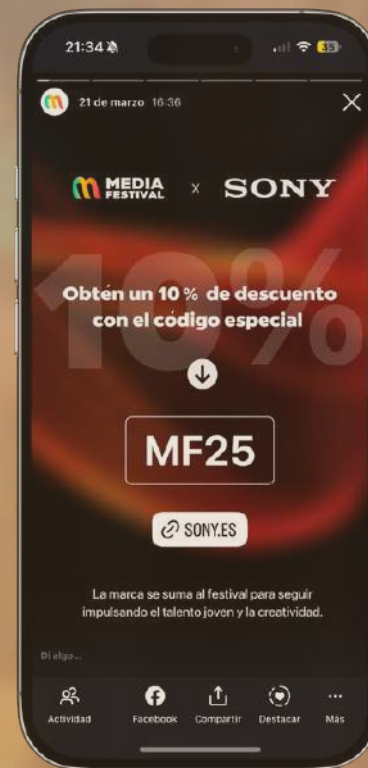 21:34
35
21 de marzo 16:36
MEDIA
FESTIVAL
x
SONY
10%
Obtén un 10 % de descuento
con el código especial
MF25
SONY.ES
La marca se suma al festival para seguir
impulsando el talento joven y la creatividad.
Di algo...
Actividad
Facebook
Compartir
Destacar
Más